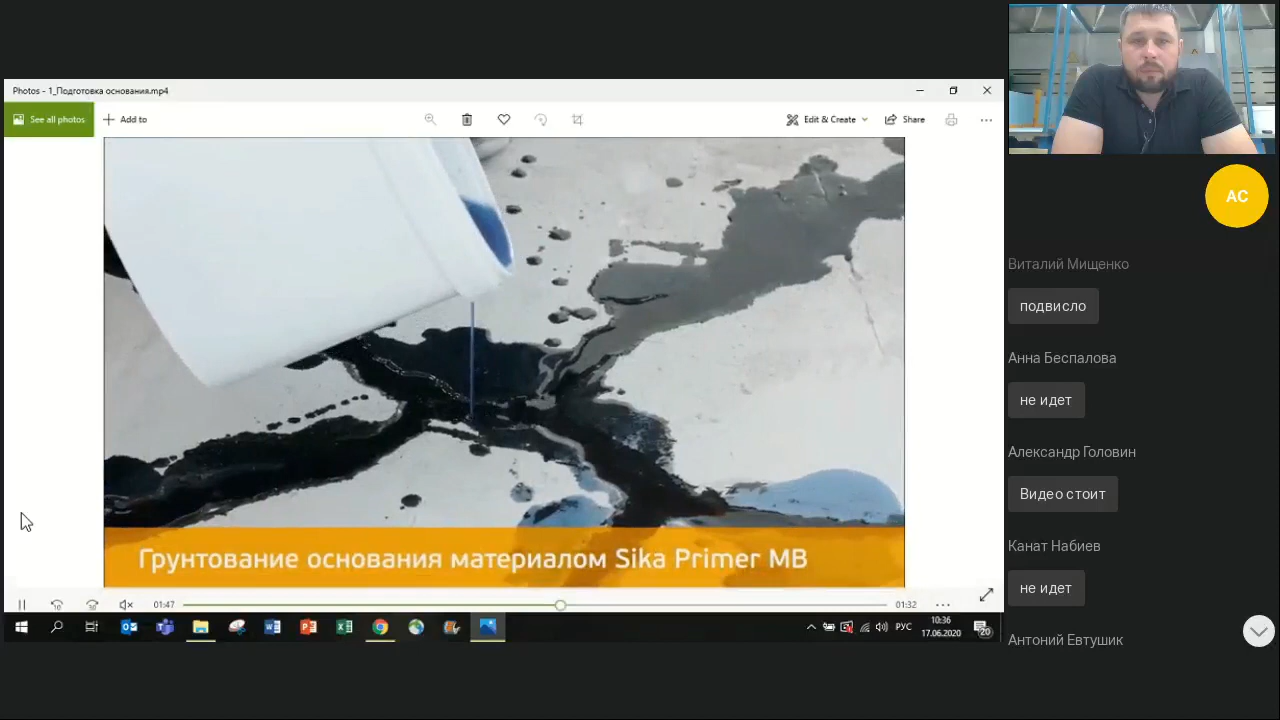 Photos - 1_Подготовка основания.mp4
See all photos
Add to
Edit & Create
Share
Грунтование основания материалом Sika Primer MB
01:47
01:32
РУС
10:36
17.06.2020
20
АС
Виталий Мищенко
подвисло
Анна Беспалова
не идет
Александр Головин
Видео стоит
Канат Набиев
не идет
Антоний Евтушик